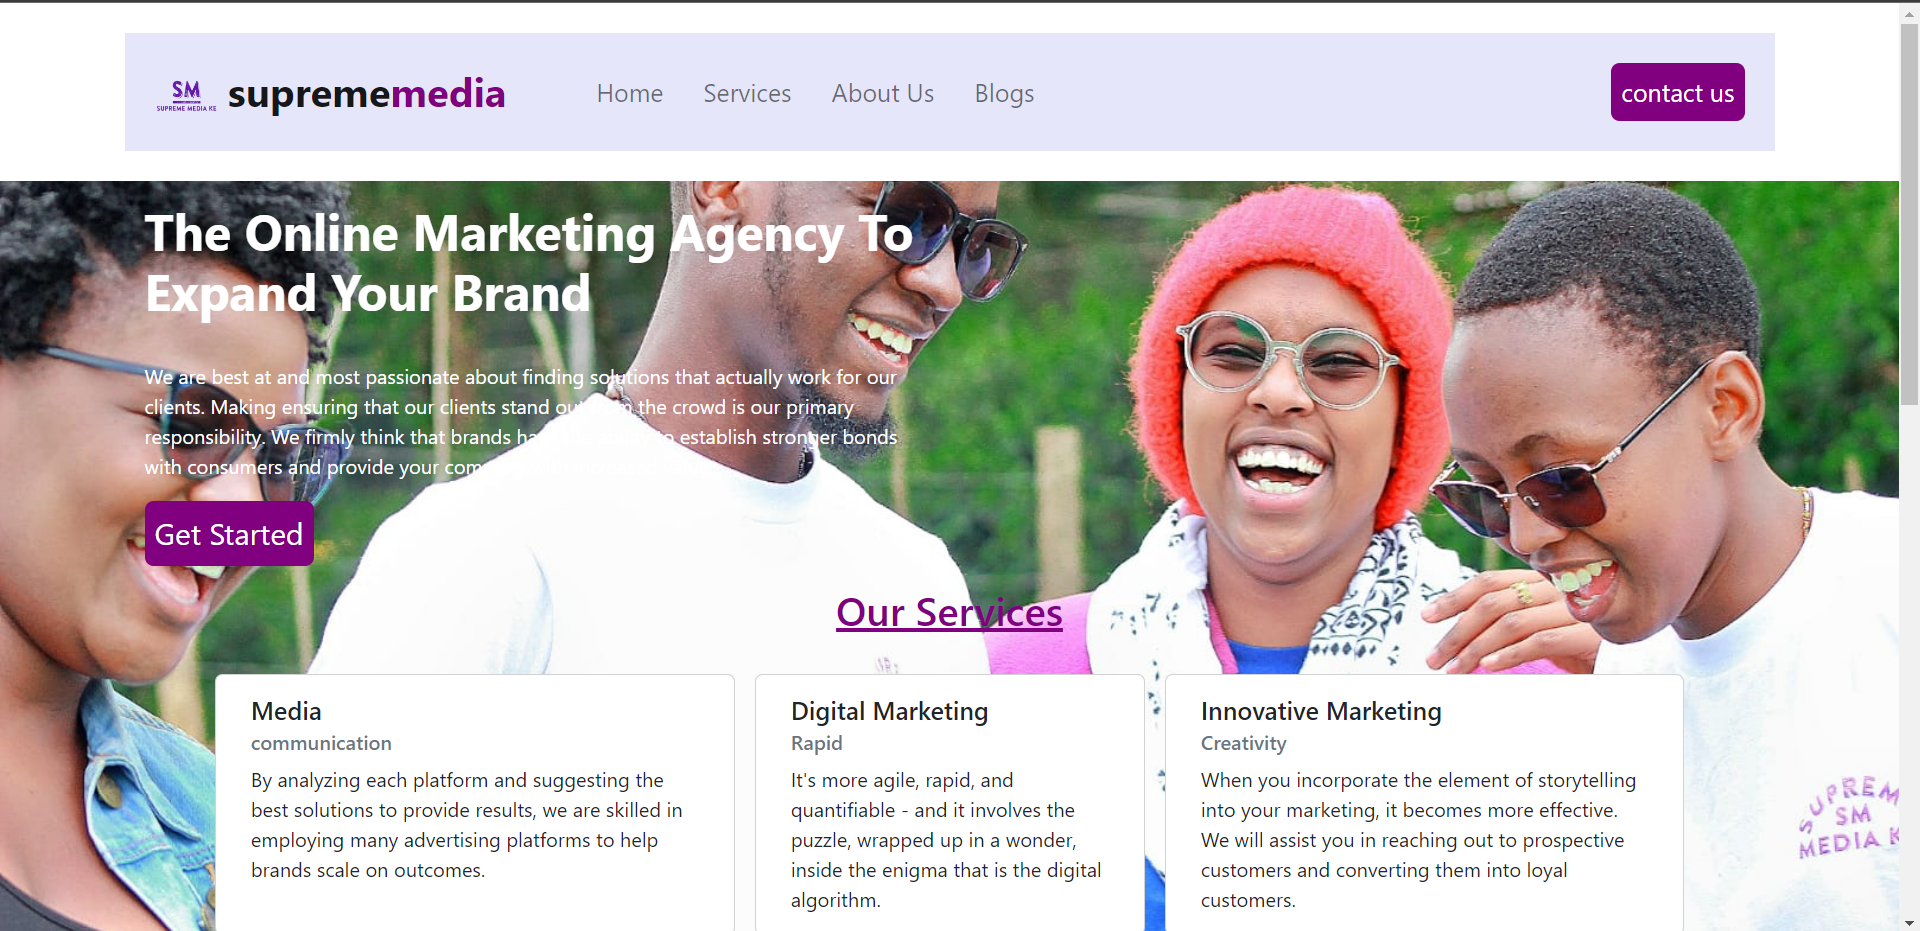 SM
SUPREME MEDIA KE
suprememedia
Home
Services
About Us
Blogs
contact us
The Online Marketing Agency To
Expand Your Brand
We are best at and most passionate about finding solutions that actually work for our
clients. Making ensuring that our clients stand out from the crowd is our primary
responsibility. We firmly think that brands have to establish stronger bonds
with consumers and provide your
Get Started
Our Services
Media
communication
By analyzing each platform and suggesting the
best solutions to provide results, we are skilled in
employing many advertising platforms to help
brands scale on outcomes.
Digital Marketing
Rapid
It's more agile, rapid, and
quantifiable - and it involves the
puzzle, wrapped up in a wonder,
inside the enigma that is the digital
algorithm.
Innovative Marketing
Creativity
When you incorporate the element of storytelling
into your marketing, it becomes more effective.
We will assist you in reaching out to prospective
customers and converting them into loyal
customers.
SUPREM
SM
MEDIA K